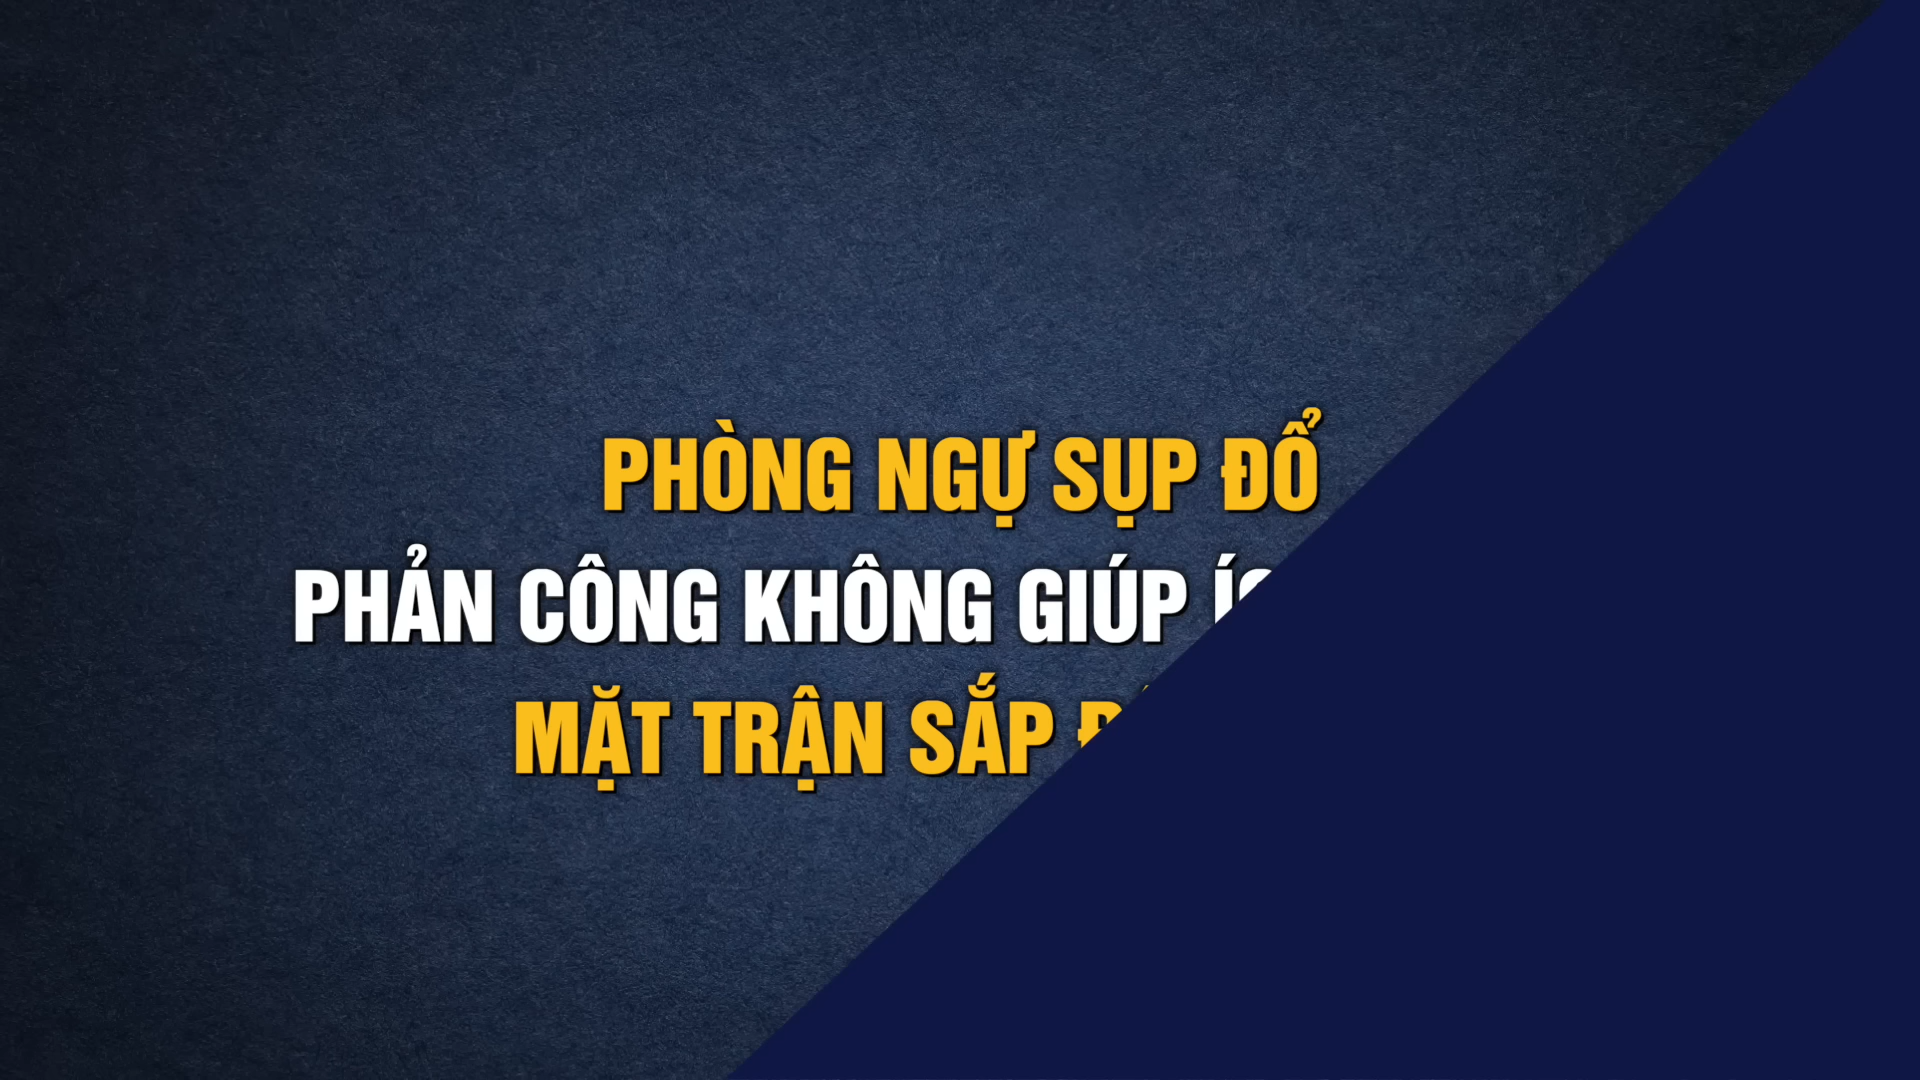 PHÒNG NGỰ SỤP ĐỔ
PHẢN CÔNG KHÔNG GIÚP
MẶT TRẬN SẮP